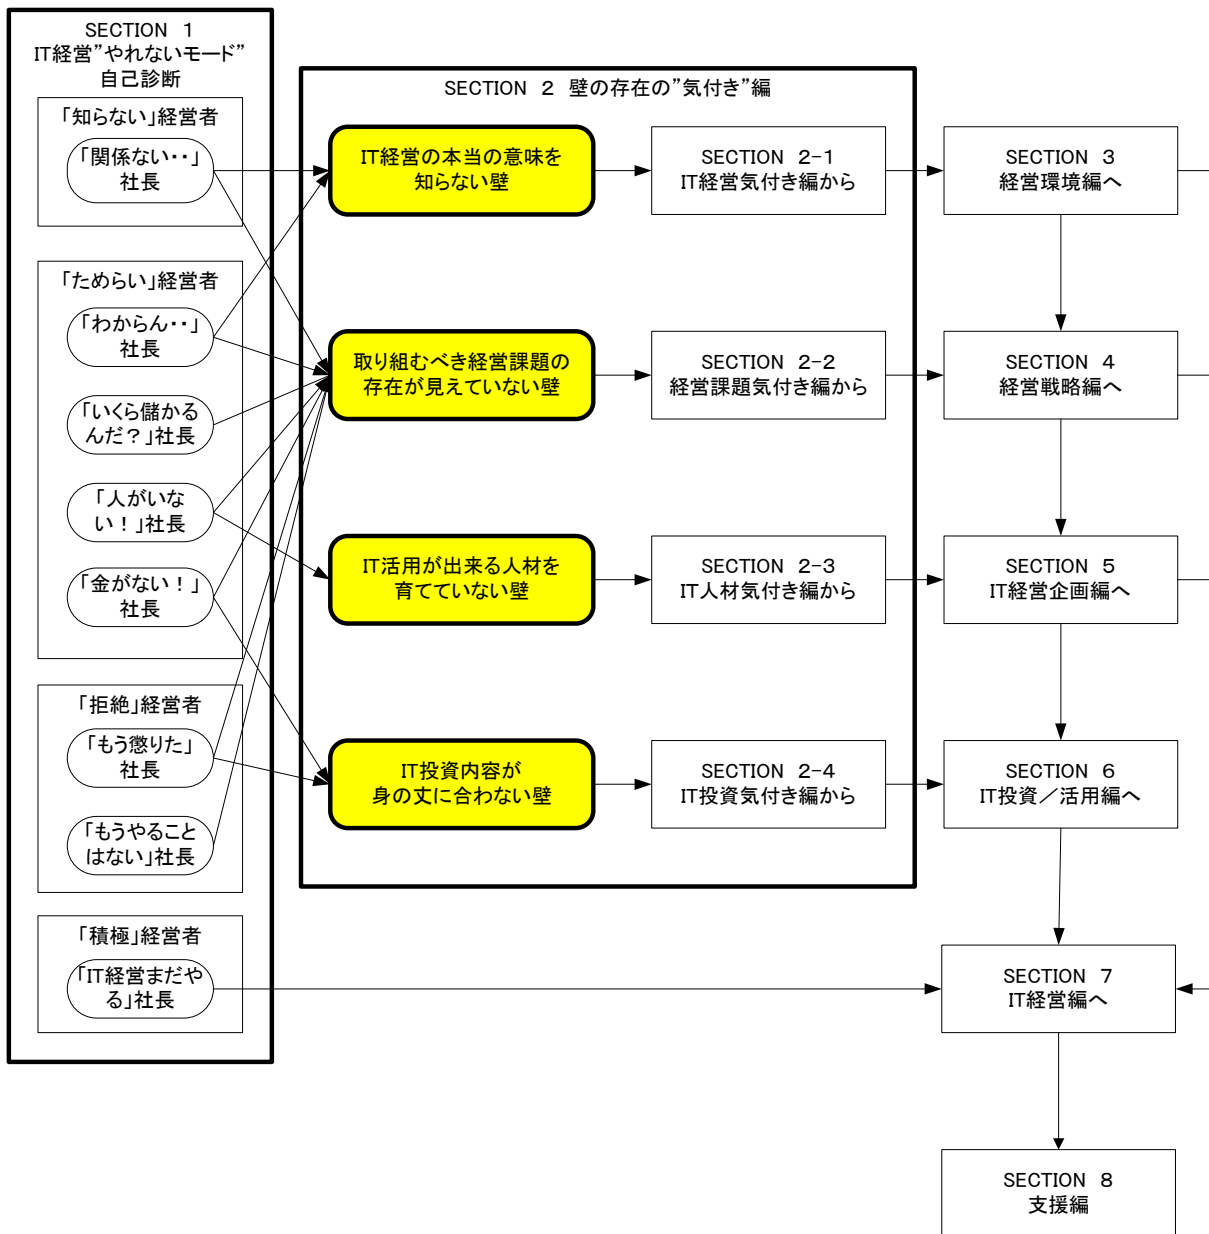 SECTION 1
IT経営”やれないモード”
自己診断
「知らない」経営者
「関係ない・・」
社長
「ためらい」経営者
「わからん・・」
社長
「いくら儲かる
んだ？」社長
「人がいな
い！」社長
「金がない！」
社長
「拒絶」経営者
「もう懲りた」
社長
「もうやること
はない」社長
「積極」経営者
「IT経営まだや
る」社長
SECTION 2 壁の存在の”気付き”編
IT経営の本当の意味を
知らない壁
取り組むべき経営課題の
存在が見えていない壁
IT活用が出来る人材を
育てていない壁
IT投資内容が
身の丈に合わない壁
SECTION 2-1
IT経営気付き編から
SECTION 2-2
経営課題気付き編から
SECTION 2-3
IT人材気付き編から
SECTION 2-4
IT投資気付き編から
SECTION 3
経営環境編へ
SECTION 4
経営戦略編へ
SECTION 5
IT経営企画編へ
SECTION 6
IT投資／活用編へ
SECTION 7
IT経営編へ
SECTION 8
支援編